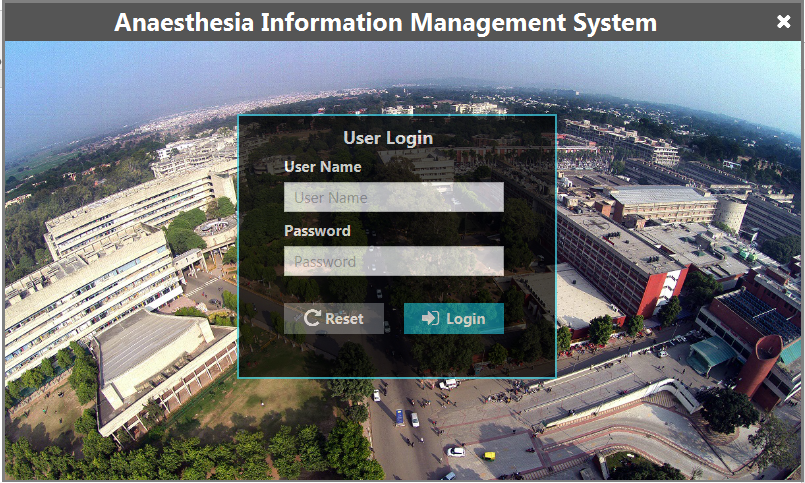 Anaesthesia Information Management System
User Login
User Name
User Name
Password
Password
Reset
Login